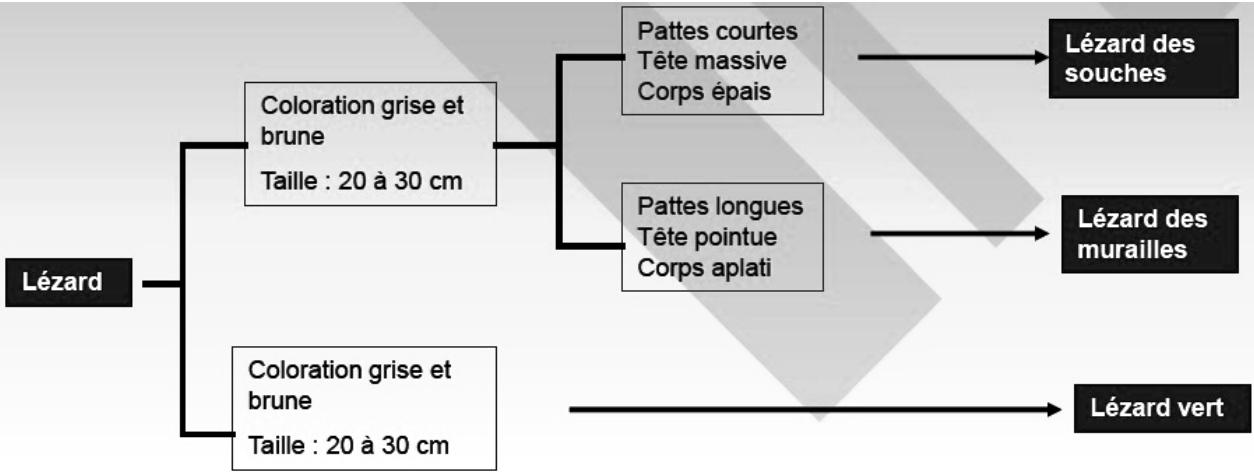 Lézard
Coloration grise et
brune
Taille : 20 à 30 cm
Pattes courtes
Tête massive
Corps épais
Lézard des
souches
Pattes longues
Tête pointue
Corps aplati
Lézard des
murailles
Coloration grise et
brune
Taille : 20 à 30 cm
Lézard vert